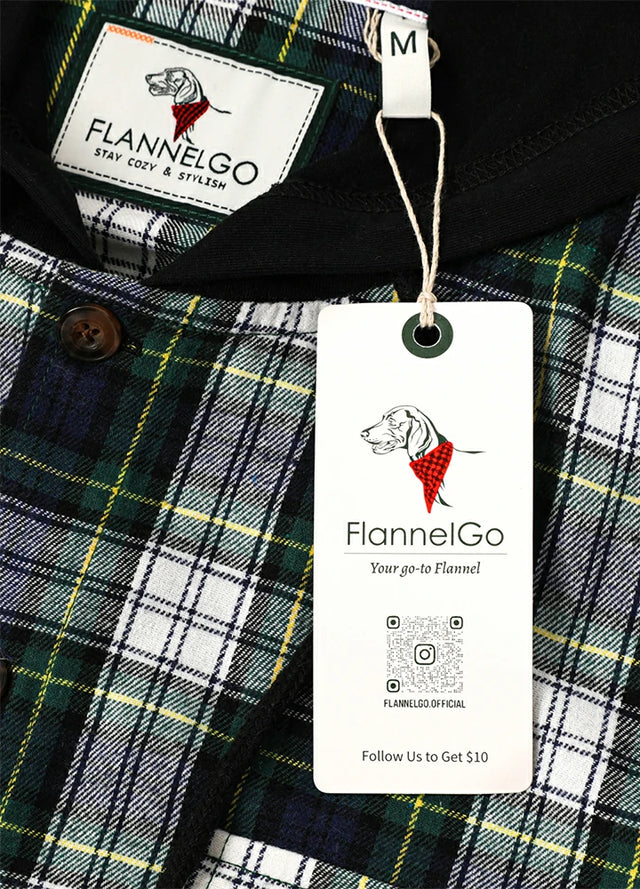 M
FLANNELGO
STAY COZY & STYLISH
FlannelGo
Your go-to Flannel
FLANNELGO.OFFICIAL
Follow Us to Get $10